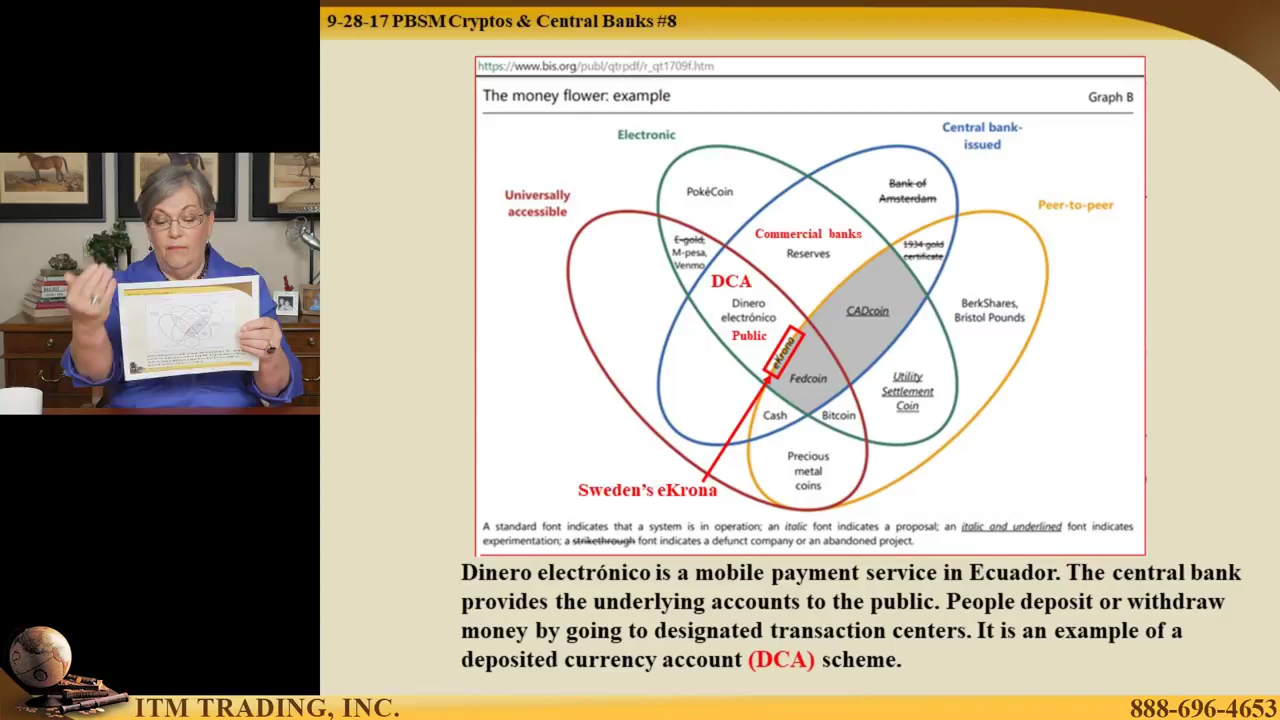 9-28-17 PBSM Cryptos & Central Banks #8
https://www.bis.org/publ/qtrpdf/r_qt1709f.htm
The money flower: example
Graph B
Electronic
Central bank-
issued
Universally
accessible
Peer-to-peer
PokéCoin
Bank of
Amsterdam
Commercial banks
Reserves
E-gold,
M-pesa,
Venmo
1934 gold
certificate
DCA
Dinero
electrónico
Public
CADcoin
BerkShares,
Bristol Pounds
eKrona
Fedcoin
Utility
Settlement
Coin
Cash
Bitcoin
Precious
metal
coins
Sweden's eKrona
A standard font indicates that a system is in operation; an italic font indicates a proposal; an italic and underlined font indicates
experimentation; a strikethrough font indicates a defunct company or an abandoned project.
Dinero electrónico is a mobile payment service in Ecuador. The central bank
provides the underlying accounts to the public. People deposit or withdraw
money by going to designated transaction centers. It is an example of a
deposited currency account (DCA) scheme.
ITM TRADING, INC.
888-696-4653